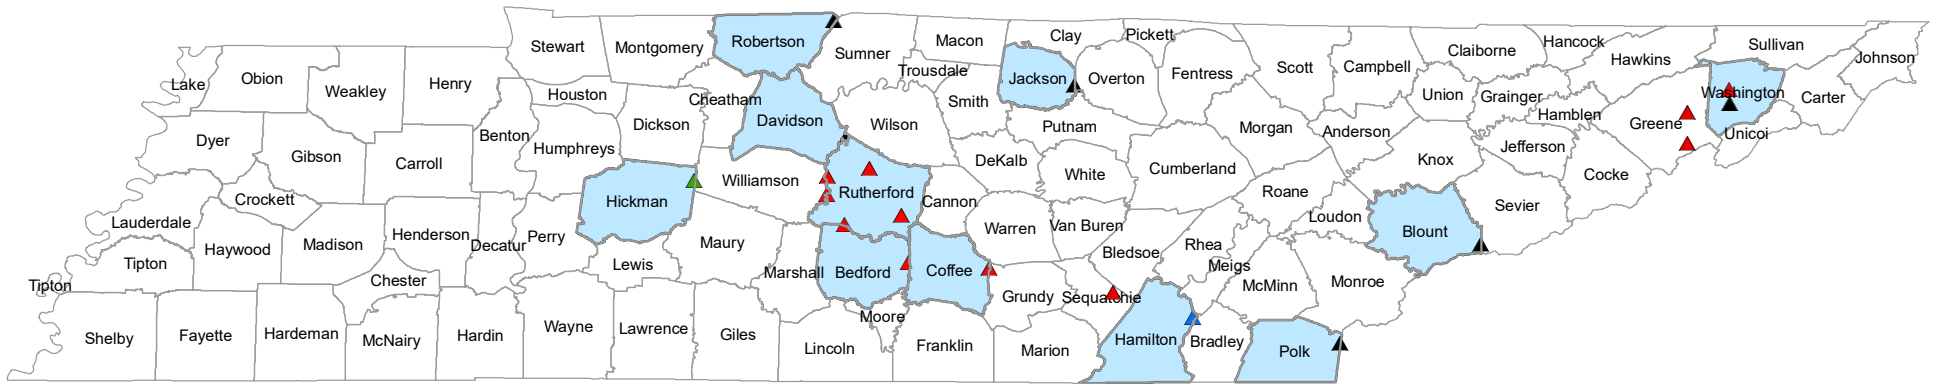 Stewart
Montgomery
Robertson
Sumner
Macon
Clay
Pickett
Claiborne
Hancock
Hawkins
Sullivan
Johnson
Lake
Obion
Weakley
Henry
Houston
Cheatham
Trousdale
Smith
Jackson
Overton
Fentress
Scott
Campbell
Union
Grainger
Hamblen
Washington
Carter
Dyer
Gibson
Carroll
Benton
Humphreys
Dickson
Davidson
Wilson
Putnam
Morgan
Anderson
Knox
Jefferson
Greene
Unicoi
Crockett
Hickman
Williamson
Rutherford
Cannon
DeKalb
White
Cumberland
Roane
Loudon
Blount
Sevier
Cocke
Lauderdale
Haywood
Madison
Henderson
Decatur
Perry
Lewis
Maury
Marshall
Bedford
Coffee
Warren
Van Buren
Bledsoe
Rhea
Meigs
McMinn
Monroe
Tipton
Tipton
Chester
Grundy
Sequatchie
Shelby
Fayette
Hardeman
McNairy
Hardin
Wayne
Lawrence
Giles
Lincoln
Moore
Franklin
Marion
Hamilton
Bradley
Polk